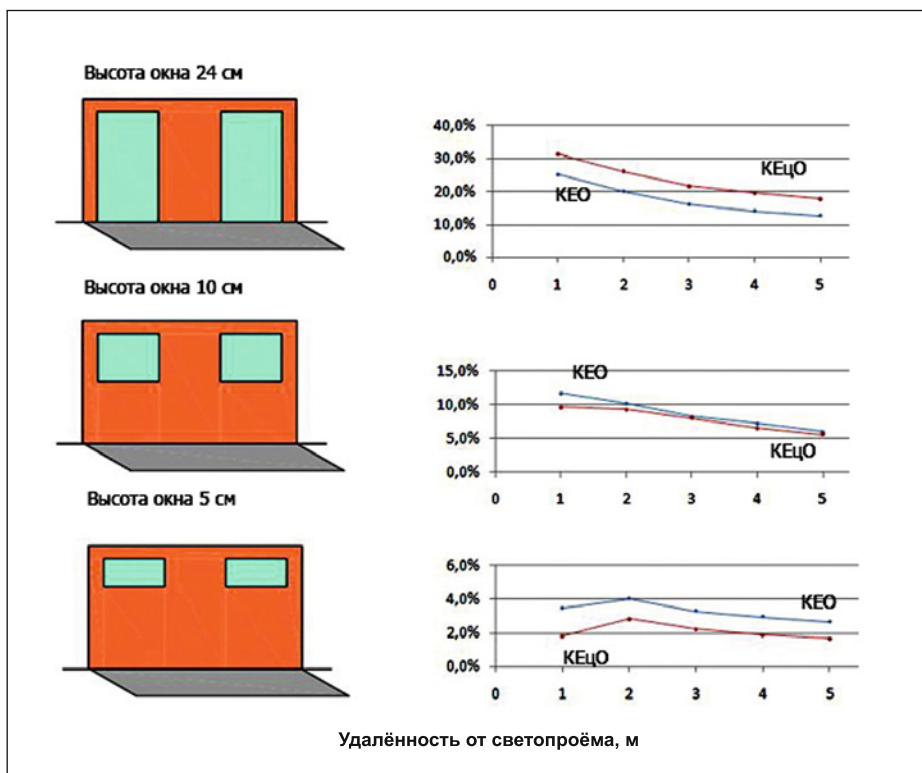 Высота окна 24 см
40,0%
30,0%
20,0%
10,0%
0,0%
КЕцО
КЕО
0 1 2 3 4 5
Высота окна 10 см
15,0%
10,0%
5,0%
0,0%
КЕО
КЕцО
0 1 2 3 4 5
Высота окна 5 см
6,0%
4,0%
2,0%
0,0%
КЕО
КЕцО
0 1 2 3 4 5
Удалённость от светопроёма, м